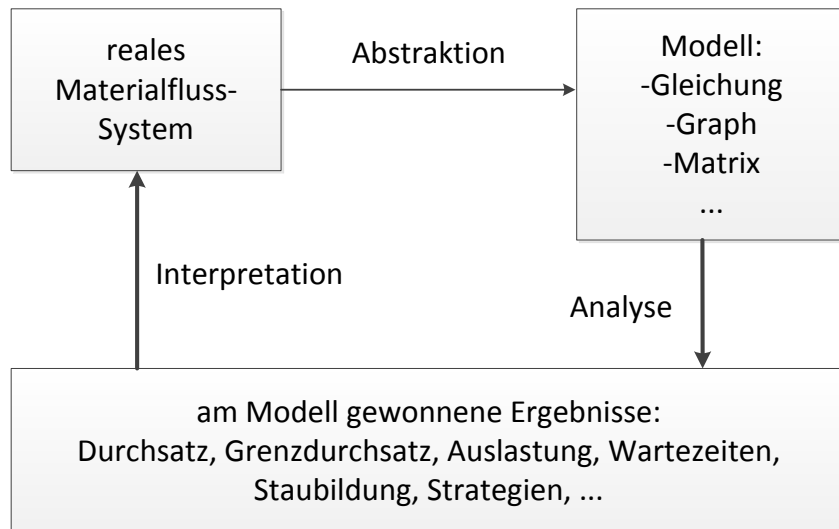 reales
Materialfluss-
System
Abstraktion
Modell:
-Gleichung
-Graph
-Matrix
...
Interpretation
Analyse
am Modell gewonnene Ergebnisse:
Durchsatz, Grenzdurchsatz, Auslastung, Wartezeiten,
Staubildung, Strategien, ...